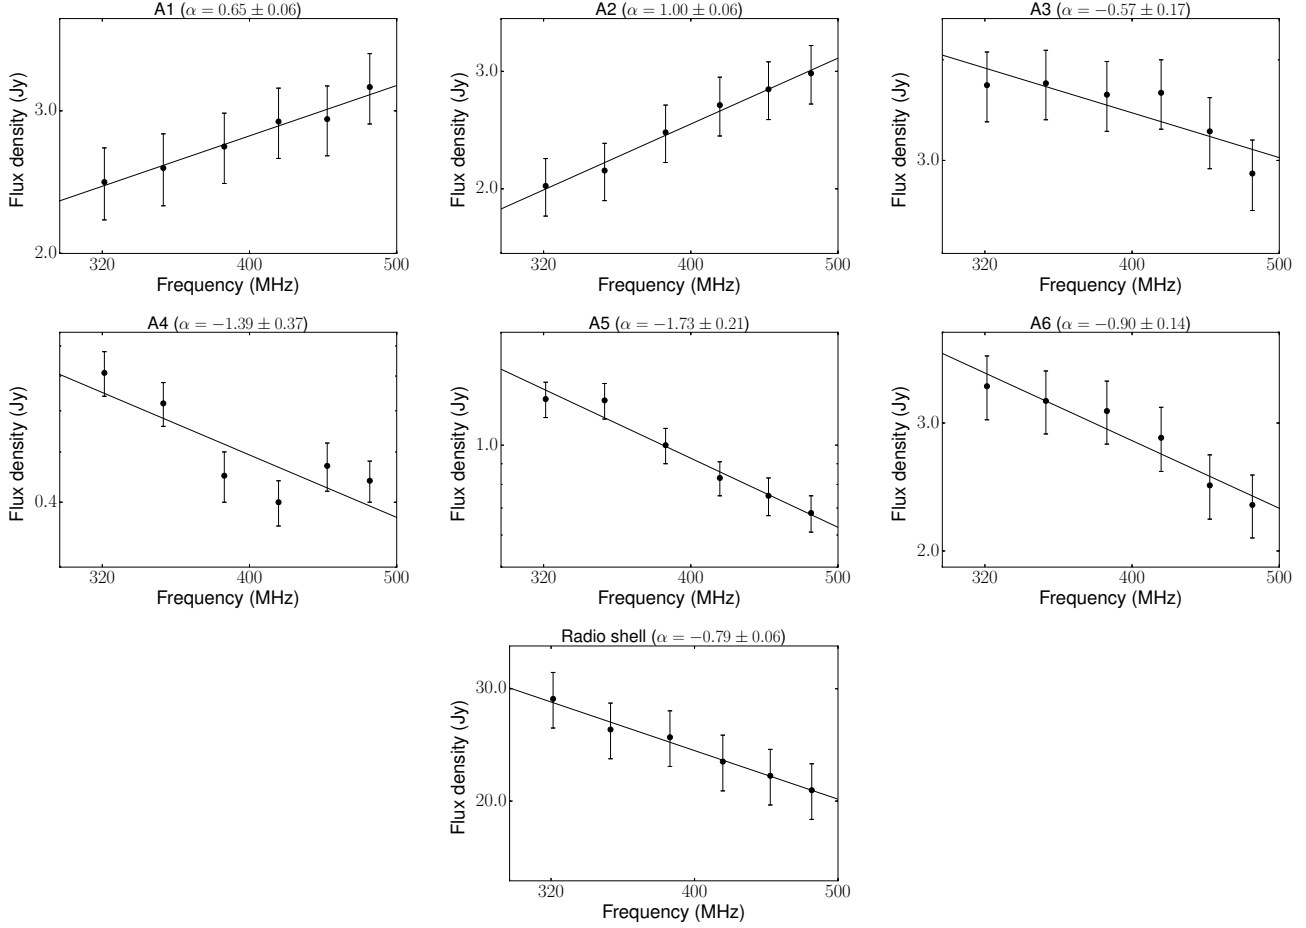 A1 (α = 0.65 ± 0.06)
Flux density (Jy)
3.0
2.0
320 400 500
Frequency (MHz)
A2 (α = 1.00 ± 0.06)
Flux density (Jy)
3.0
2.0
320 400 500
Frequency (MHz)
A3 (α = −0.57 ± 0.17)
Flux density (Jy)
3.0
320 400 500
Frequency (MHz)
A4 (α = −1.39 ± 0.37)
Flux density (Jy)
0.4
320 400 500
Frequency (MHz)
A5 (α = −1.73 ± 0.21)
Flux density (Jy)
1.0
320 400 500
Frequency (MHz)
A6 (α = −0.90 ± 0.14)
Flux density (Jy)
3.0
2.0
320 400 500
Frequency (MHz)
Radio shell (α = −0.79 ± 0.06)
Flux density (Jy)
30.0
20.0
320 400 500
Frequency (MHz)